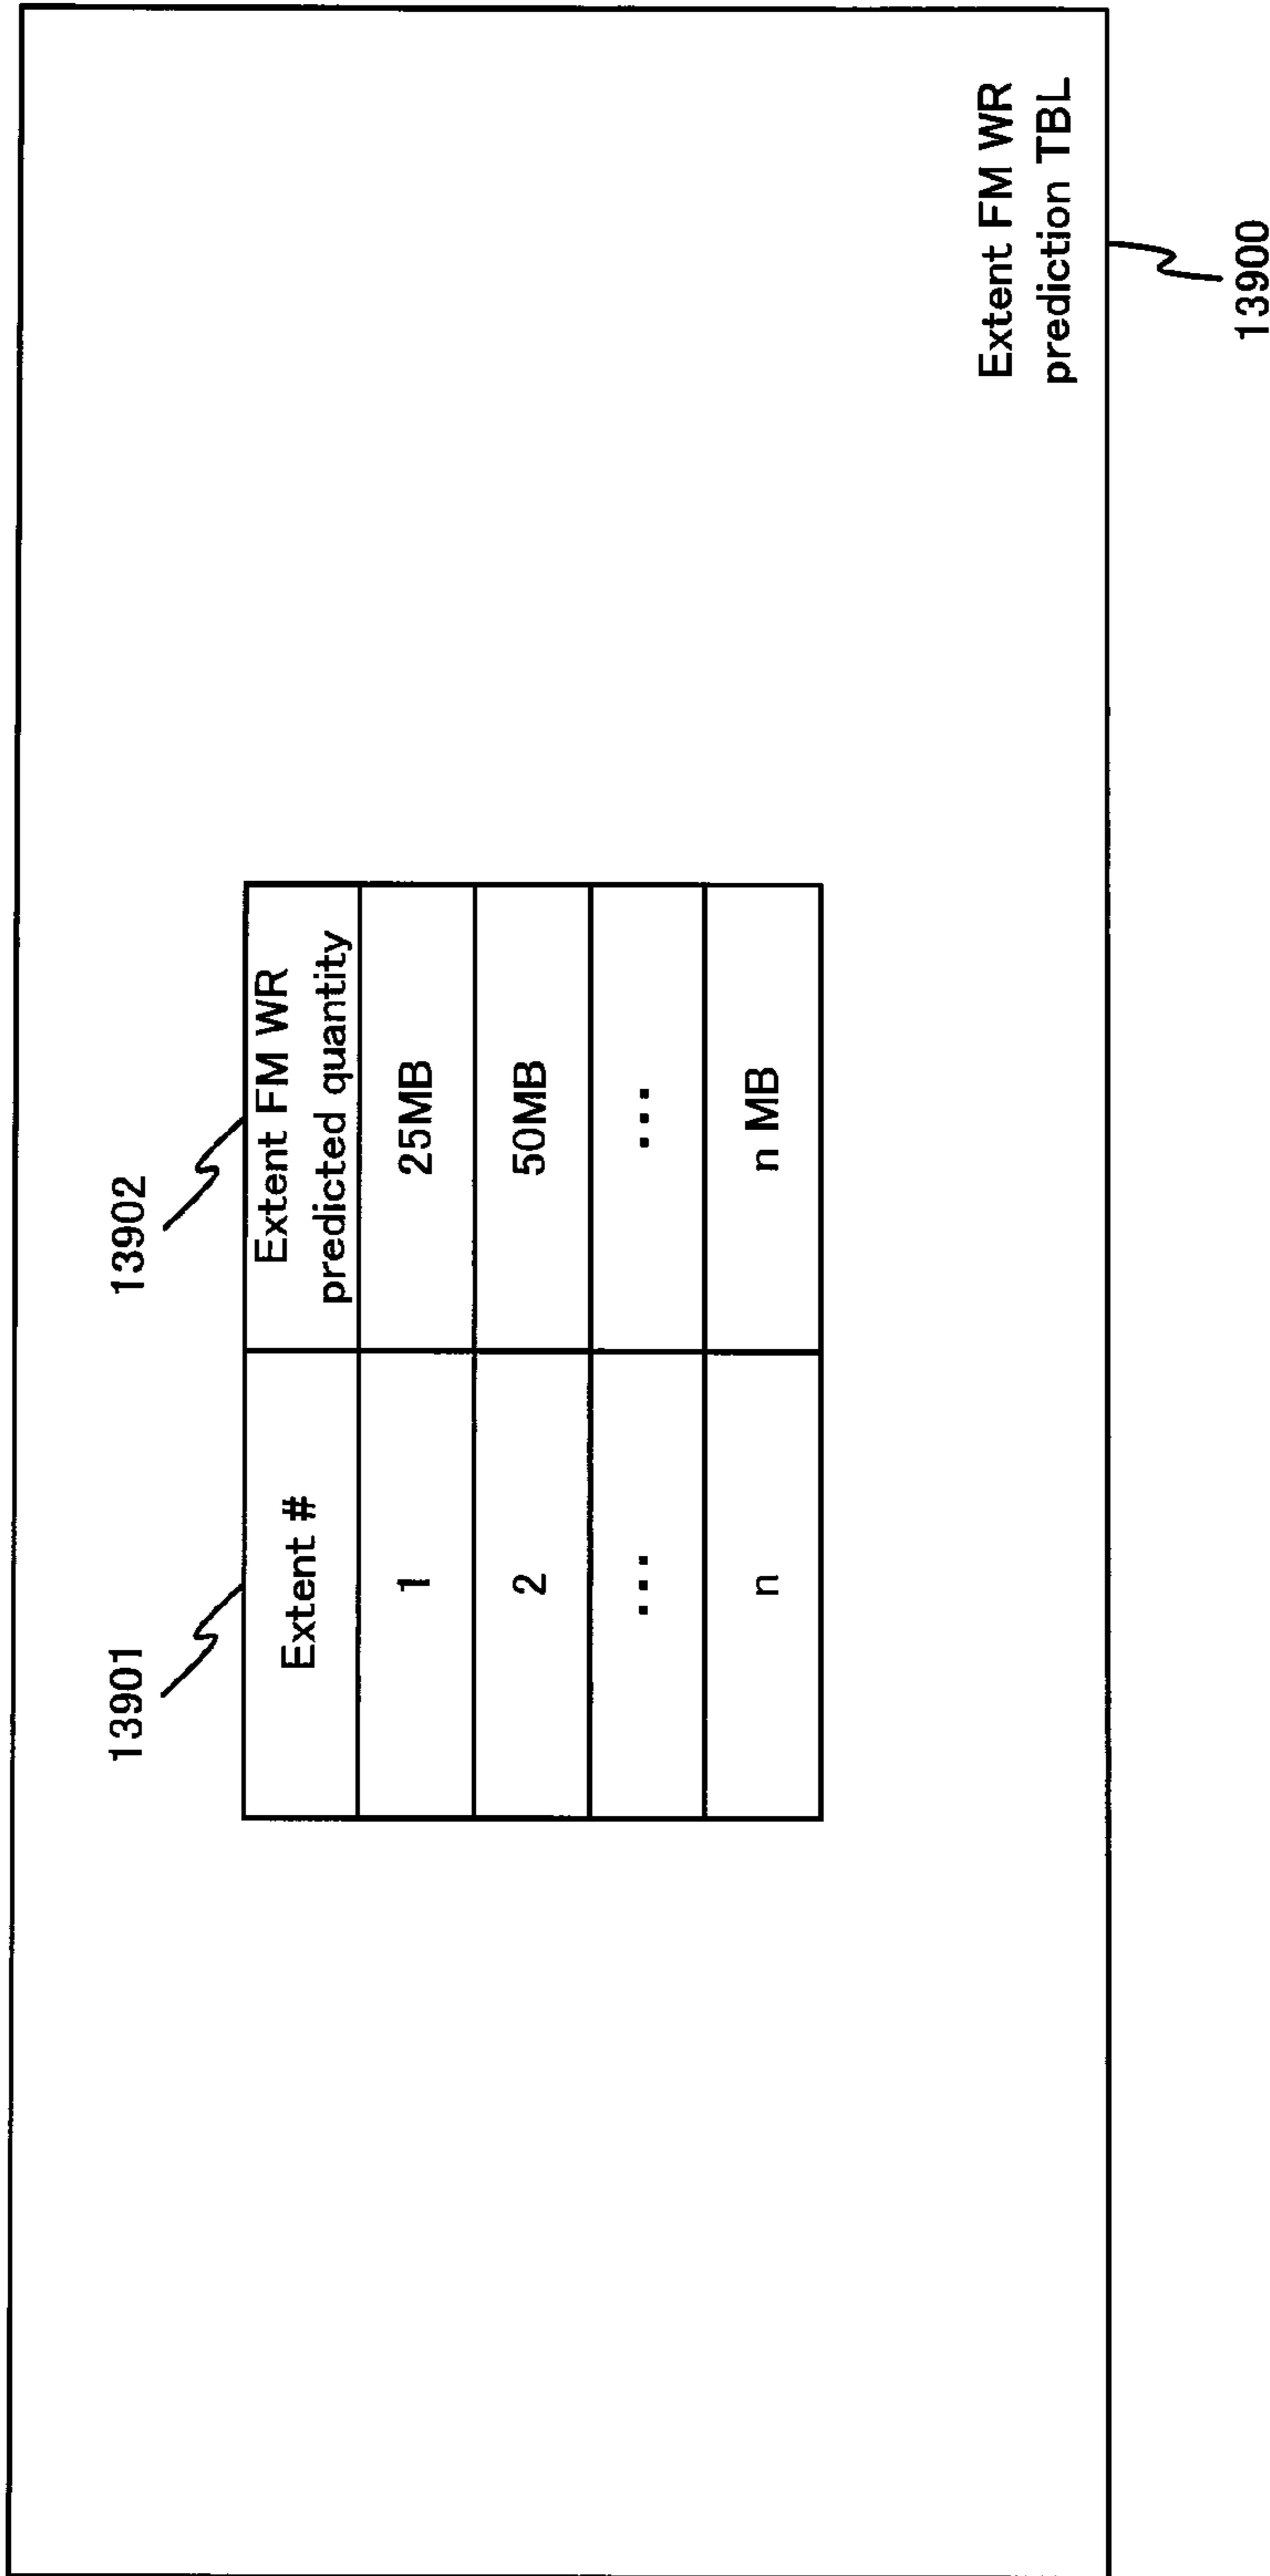 13901
13902
Extent #
Extent FM WR
predicted quantity
1
25MB
2
50MB
...
...
n
n MB
Extent FM WR
prediction TBL
13900